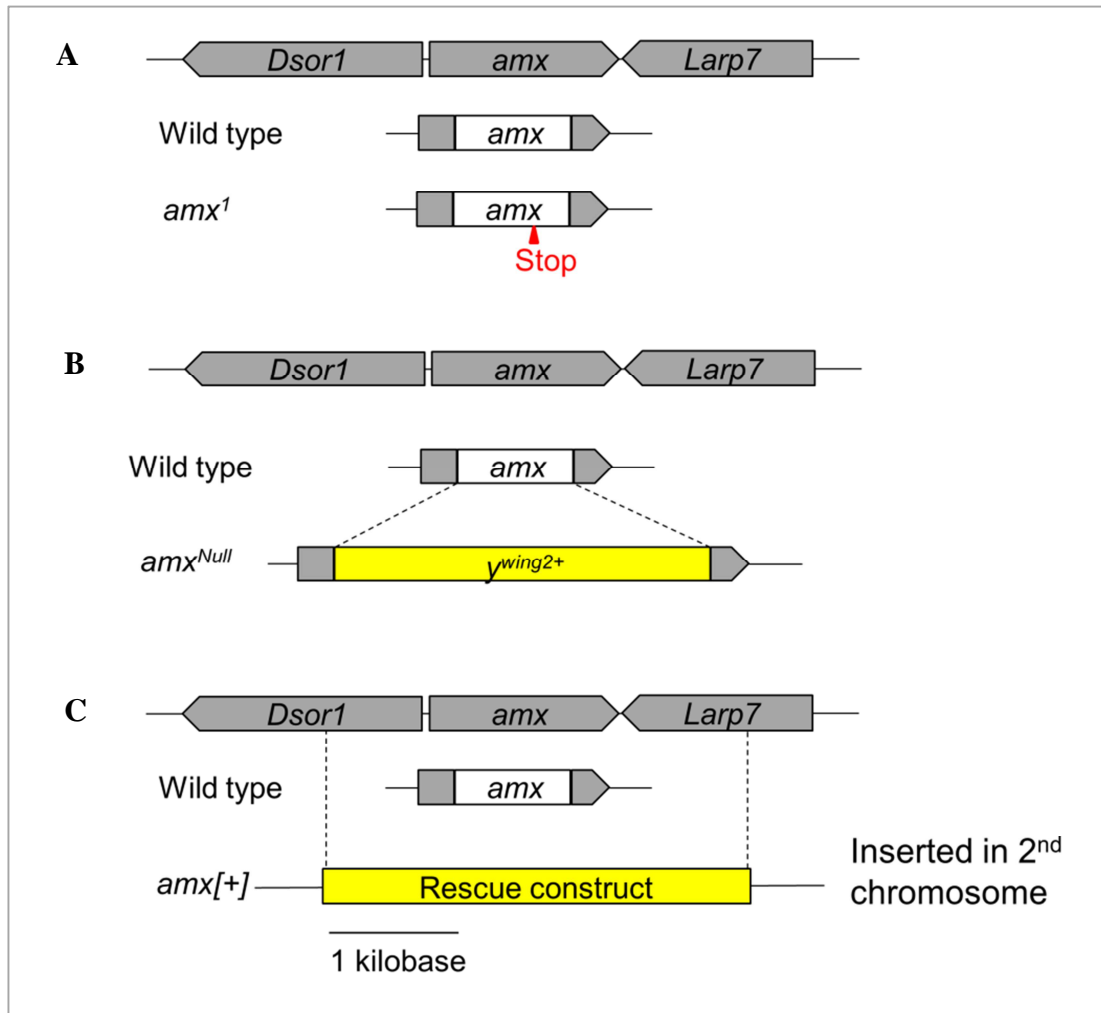 A
Dsor1 amx Larp7
Wild type amx
amx¹ amx
Stop
B
Dsor1 amx Larp7
Wild type amx
amxᴺᵘˡˡ y^wing2+
C
Dsor1 amx Larp7
Wild type amx
amx[+] Rescue construct
Inserted in 2ⁿᵈ
chromosome
1 kilobase